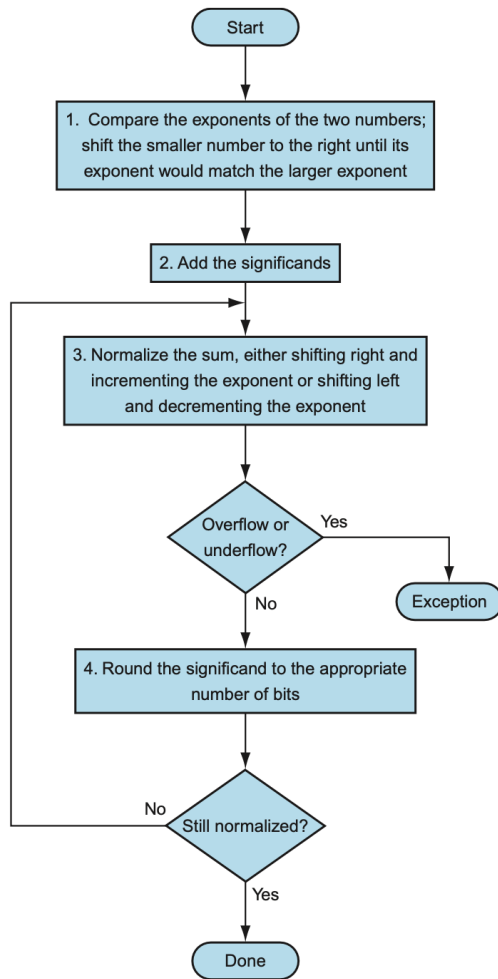 Start
1. Compare the exponents of the two numbers;
shift the smaller number to the right until its
exponent would match the larger exponent
2. Add the significands
3. Normalize the sum, either shifting right and
incrementing the exponent or shifting left
and decrementing the exponent
Overflow or
underflow?
Yes
Exception
No
4. Round the significand to the appropriate
number of bits
No
Still normalized?
Yes
Done